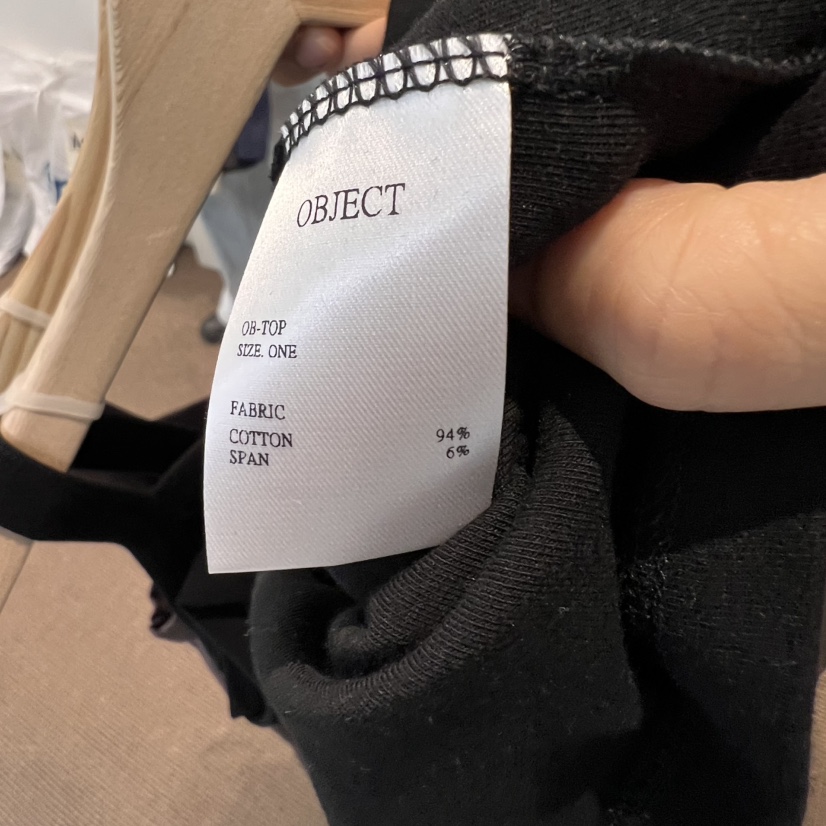 OBJECT
OB-TOP
SIZE. ONE
FABRIC
COTTON 94%
SPAN 6%